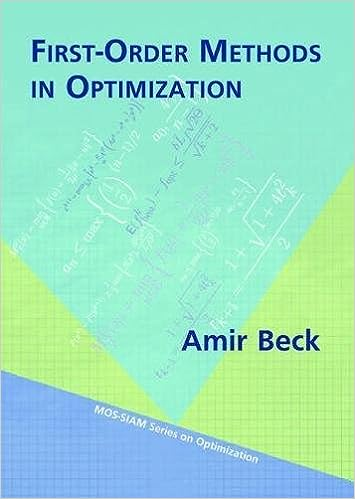 FIRST-ORDER METHODS
IN OPTIMIZATION
Amir Beck
MOS-SIAM Series on Optimization